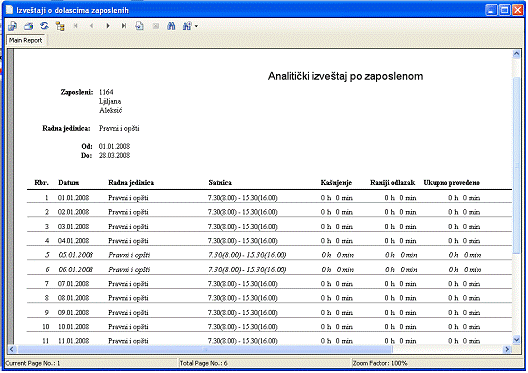 Izveštaji o dolascima zaposlenih
Main Report
Analitički izveštaj po zaposlenom
Zaposleni: 1164
Ljiljana
Aleksić
Radna jedinica: Pravni i opšti
Od: 01.01.2008
Do: 28.03.2008
Rbr. Datum Radna jedinica Satnica Kašnjenje Raniji odlazak Ukupno provedeno
1 01.01.2008 Pravni i opšti 7.30(8.00) - 15.30(16.00) 0 h 0 min 0 h 0 min 0 h 0 min
2 02.01.2008 Pravni i opšti 7.30(8.00) - 15.30(16.00) 0 h 0 min 0 h 0 min 0 h 0 min
3 03.01.2008 Pravni i opšti 7.30(8.00) - 15.30(16.00) 0 h 0 min 0 h 0 min 0 h 0 min
4 04.01.2008 Pravni i opšti 7.30(8.00) - 15.30(16.00) 0 h 0 min 0 h 0 min 0 h 0 min
5 05.01.2008 Pravni i opšti 7.30(8.00) - 15.30(16.00) 0 h 0 min 0 h 0 min 0 h 0 min
6 06.01.2008 Pravni i opšti 7.30(8.00) - 15.30(16.00) 0 h 0 min 0 h 0 min 0 h 0 min
7 07.01.2008 Pravni i opšti 7.30(8.00) - 15.30(16.00) 0 h 0 min 0 h 0 min 0 h 0 min
8 08.01.2008 Pravni i opšti 7.30(8.00) - 15.30(16.00) 0 h 0 min 0 h 0 min 0 h 0 min
9 09.01.2008 Pravni i opšti 7.30(8.00) - 15.30(16.00) 0 h 0 min 0 h 0 min 0 h 0 min
10 10.01.2008 Pravni i opšti 7.30(8.00) - 15.30(16.00) 0 h 0 min 0 h 0 min 0 h 0 min
11 11.01.2008 Pravni i opšti 7.30(8.00) - 15.30(16.00) 0 h 0 min 0 h 0 min 0 h 0 min
Current Page No.: 1 Total Page No.: 6 Zoom Factor: 100%